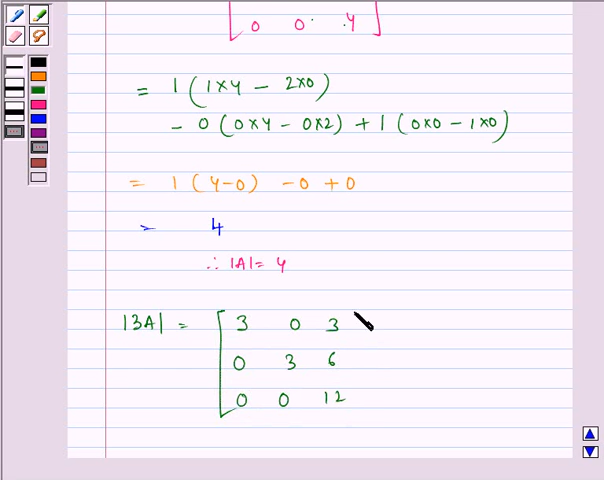 0 0 4
= 1 ( 1×4 − 2×0 )
− 0 ( 0×4 − 0×2 ) + 1 ( 0×0 − 1×0 )
= 1 ( 4−0 ) −0 +0
= 4
∴ |A| = 4
|3A| = [ 3 0 3
0 3 6
0 0 12